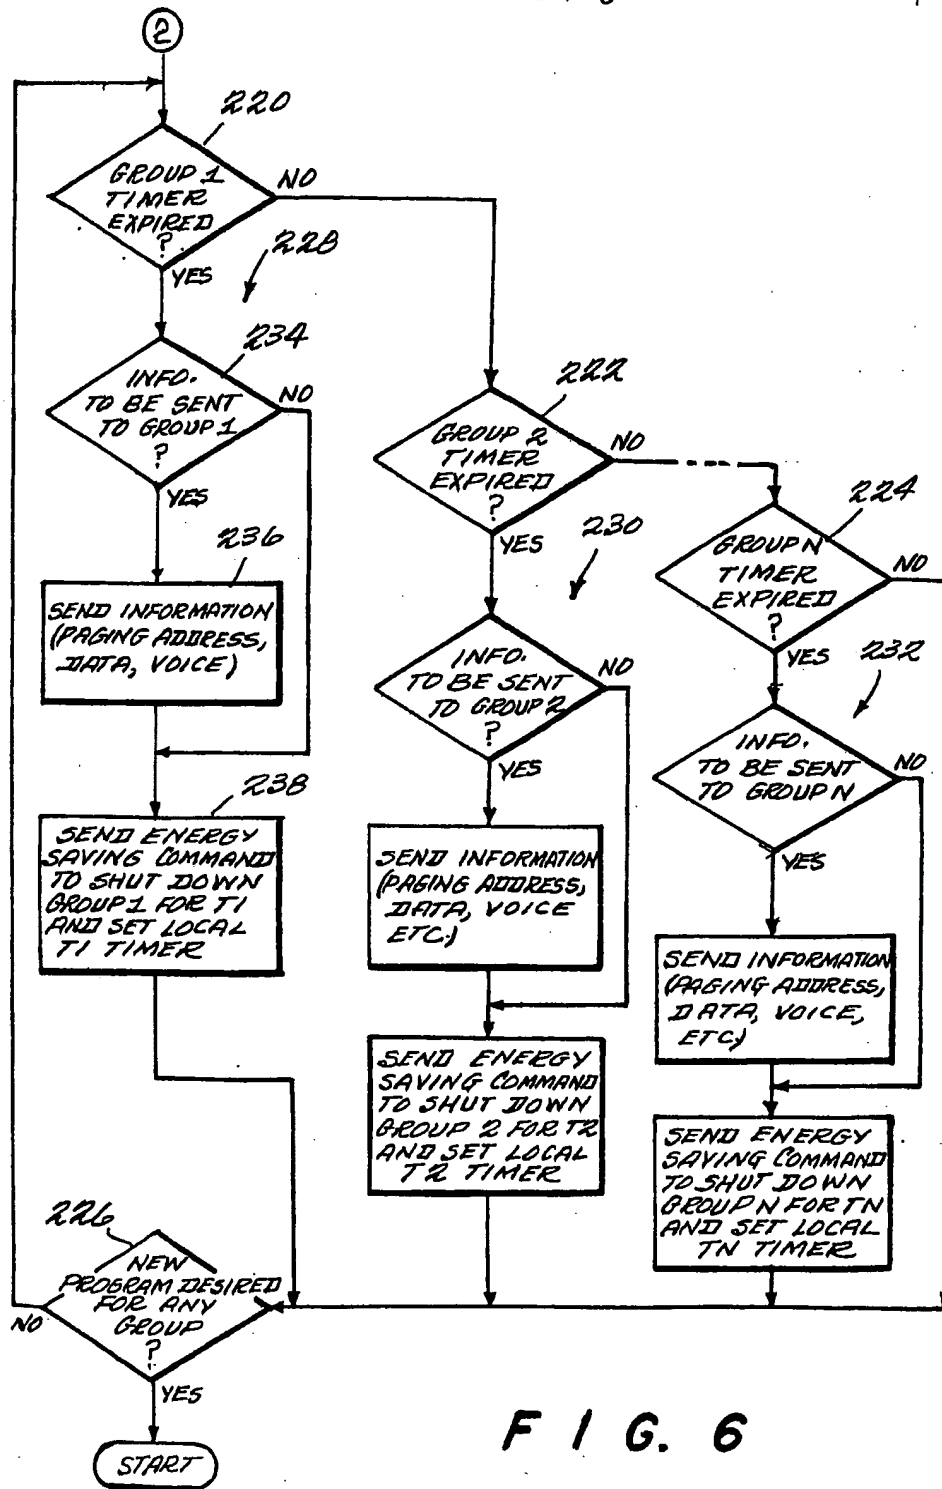 2
220
GROUP 1
TIMER
EXPIRED
?
NO
YES
228
234
INFO.
TO BE SENT
TO GROUP 1
?
NO
YES
236
SEND INFORMATION
(PAGING ADDRESS,
DATA, VOICE)
238
SEND ENERGY
SAVING COMMAND
TO SHUT DOWN
GROUP 1 FOR T1
AND SET LOCAL
T1 TIMER
222
GROUP 2
TIMER
EXPIRED
?
NO
YES
230
INFO.
TO BE SENT
TO GROUP 2
?
NO
YES
SEND INFORMATION
(PAGING ADDRESS,
DATA, VOICE
ETC.)
SEND ENERGY
SAVING COMMAND
TO SHUT DOWN
GROUP 2 FOR T2
AND SET LOCAL
T2 TIMER
224
GROUP N
TIMER
EXPIRED
?
NO
YES
232
INFO.
TO BE SENT
TO GROUP N
NO
YES
SEND INFORMATION
(PAGING ADDRESS,
DATA, VOICE,
ETC.)
SEND ENERGY
SAVING COMMAND
TO SHUT DOWN
GROUP N FOR TN
AND SET LOCAL
TN TIMER
226
NEW
PROGRAM DESIRED
FOR ANY
GROUP
?
NO
YES
START
FIG. 6